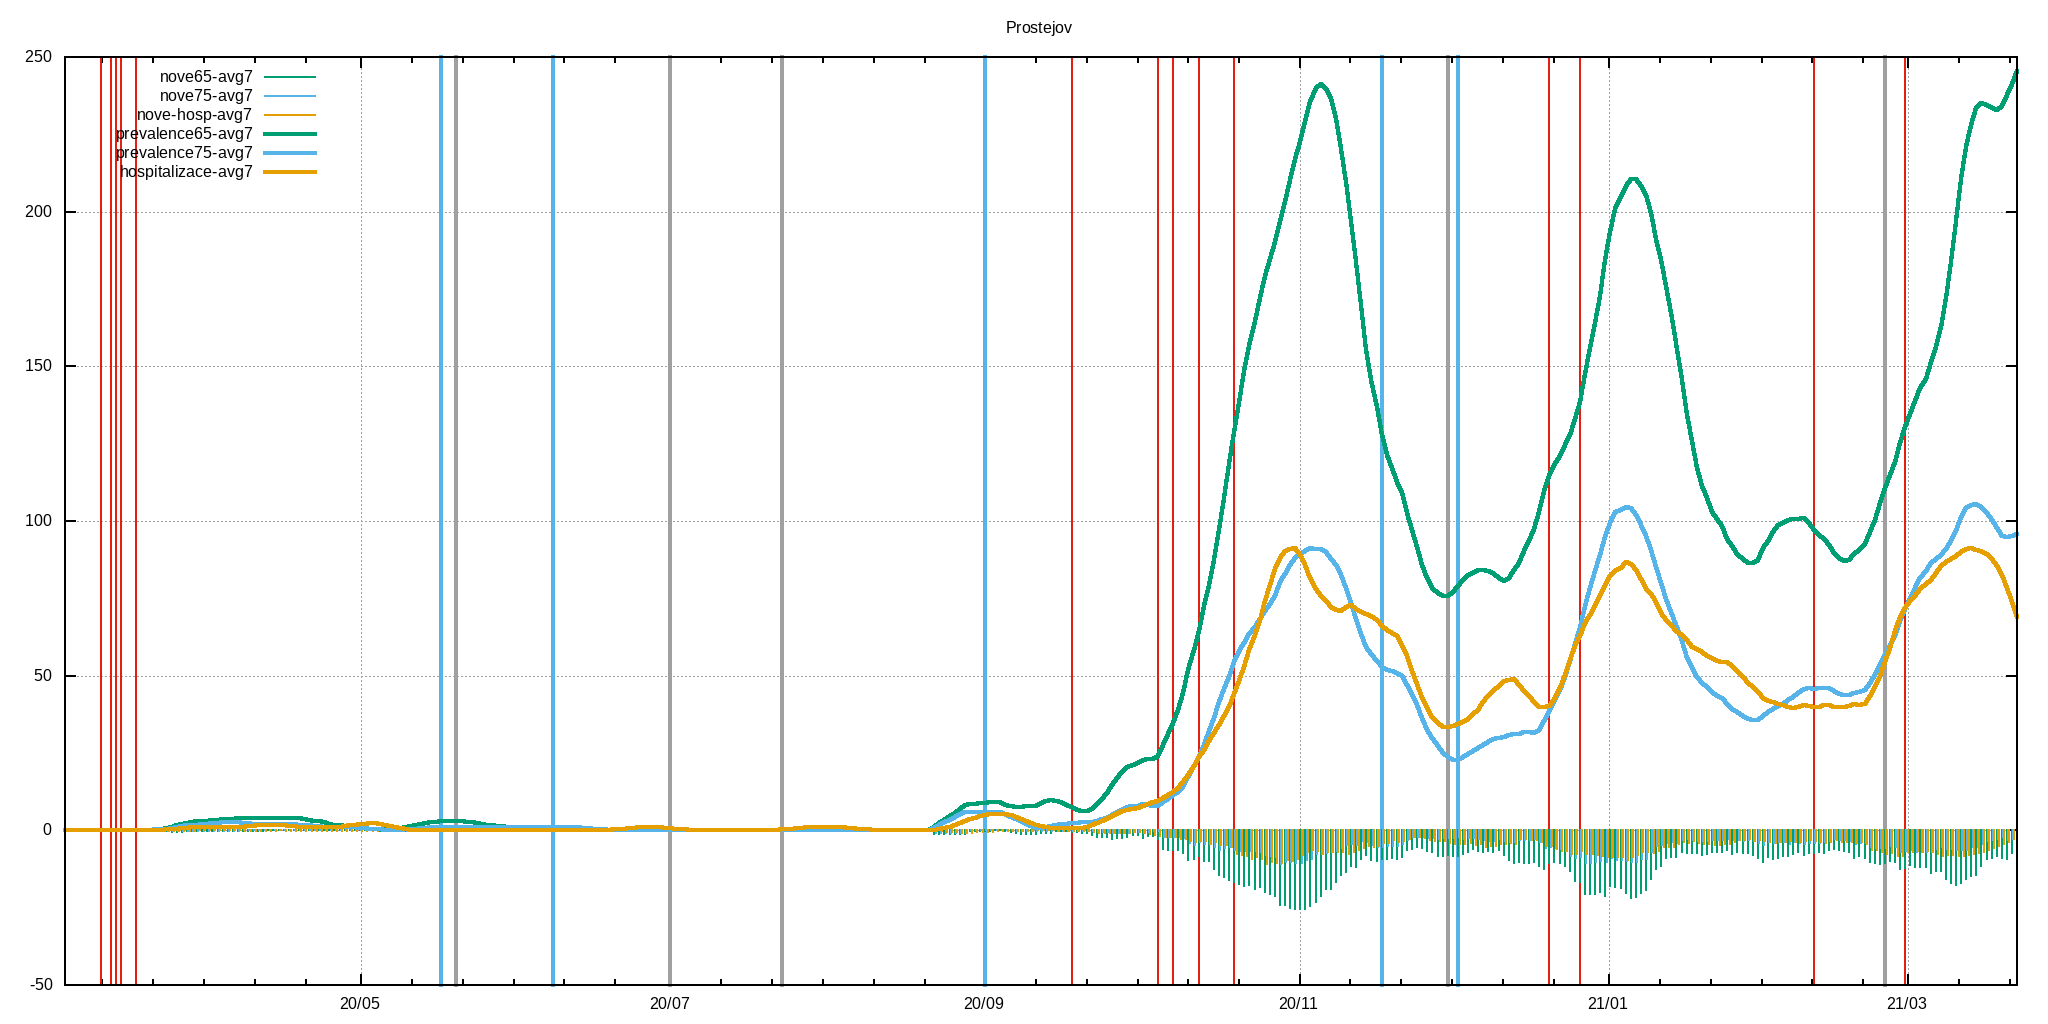 Prostejov
250
200
150
100
50
0
-50
nove65-avg7
nove75-avg7
nove-hosp-avg7
prevalence65-avg7
prevalence75-avg7
hospitalizace-avg7
20/05
20/07
20/09
20/11
21/01
21/03